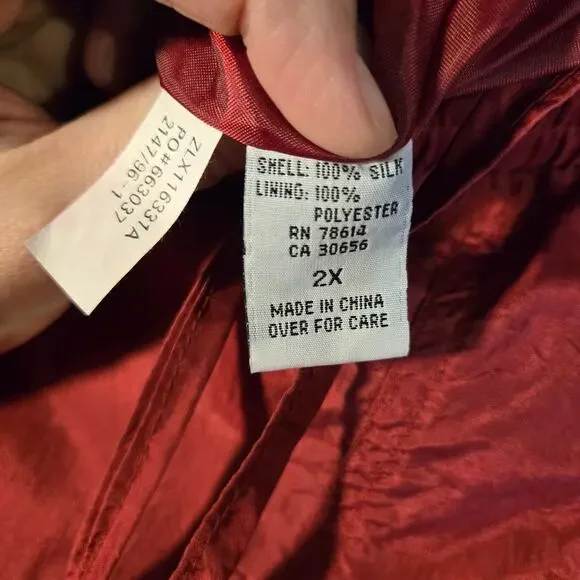 ZLX116331A
PO#663037
2147/96-1
SHELL: 100% SILK
LINING: 100%
POLYESTER
RN 78614
CA 30656
2X
MADE IN CHINA
OVER FOR CARE